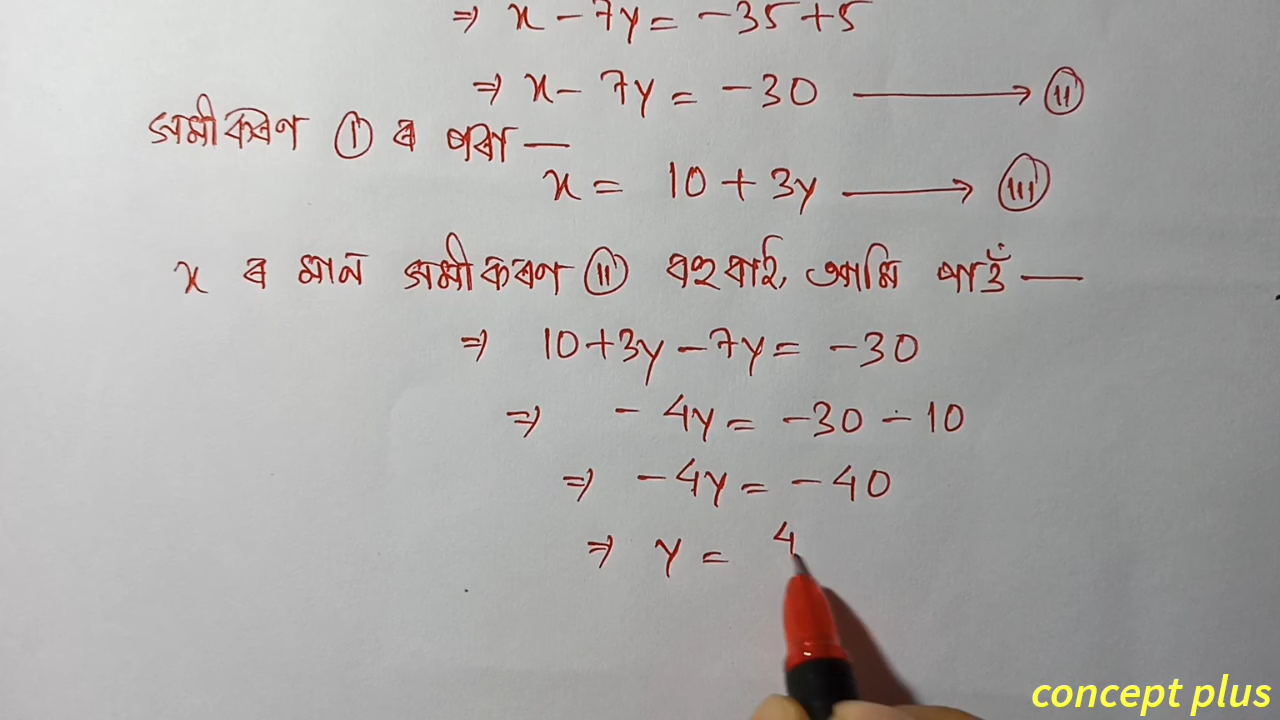 ⇒ x - 7y = -35 + 5
⇒ x - 7y = -30 ⟶ (ii)
সমীকৰণ (i) ৰ পৰা —
x = 10 + 3y ⟶ (iii)
x ৰ মান সমীকৰণ (ii) বহুৱাই, আমি পাওঁ —
⇒ 10 + 3y - 7y = -30
⇒ - 4y = -30 - 10
⇒ -4y = -40
⇒ y = 4
concept plus